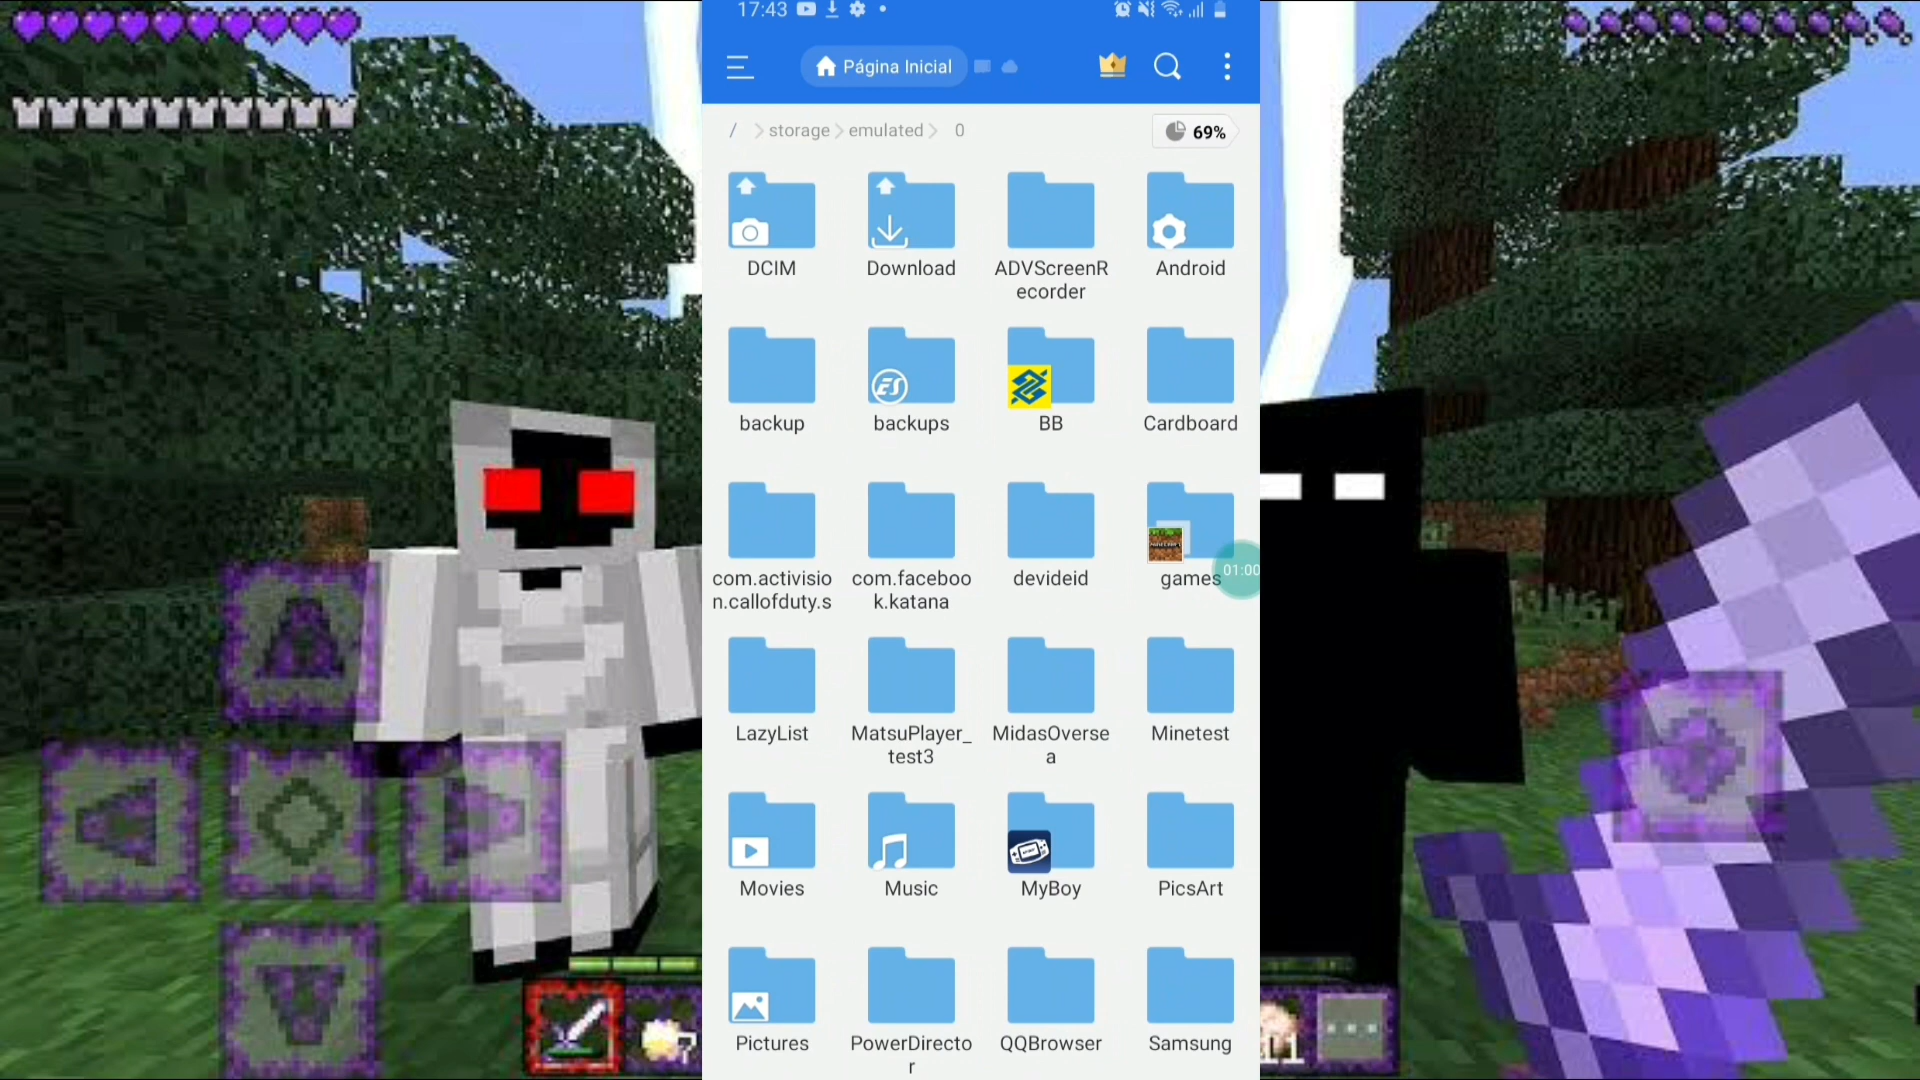 17:43
Página Inicial
/ storage emulated 0
69%
DCIM
Download
ADVScreenR
ecorder
Android
backup
backups
BB
Cardboard
com.activisio
n.callofduty.s
com.faceboo
k.katana
devideid
games
01:00
LazyList
MatsuPlayer_
test3
MidasOverse
a
Minetest
Movies
Music
MyBoy
PicsArt
Pictures
PowerDirecto
r
QQBrowser
Samsung